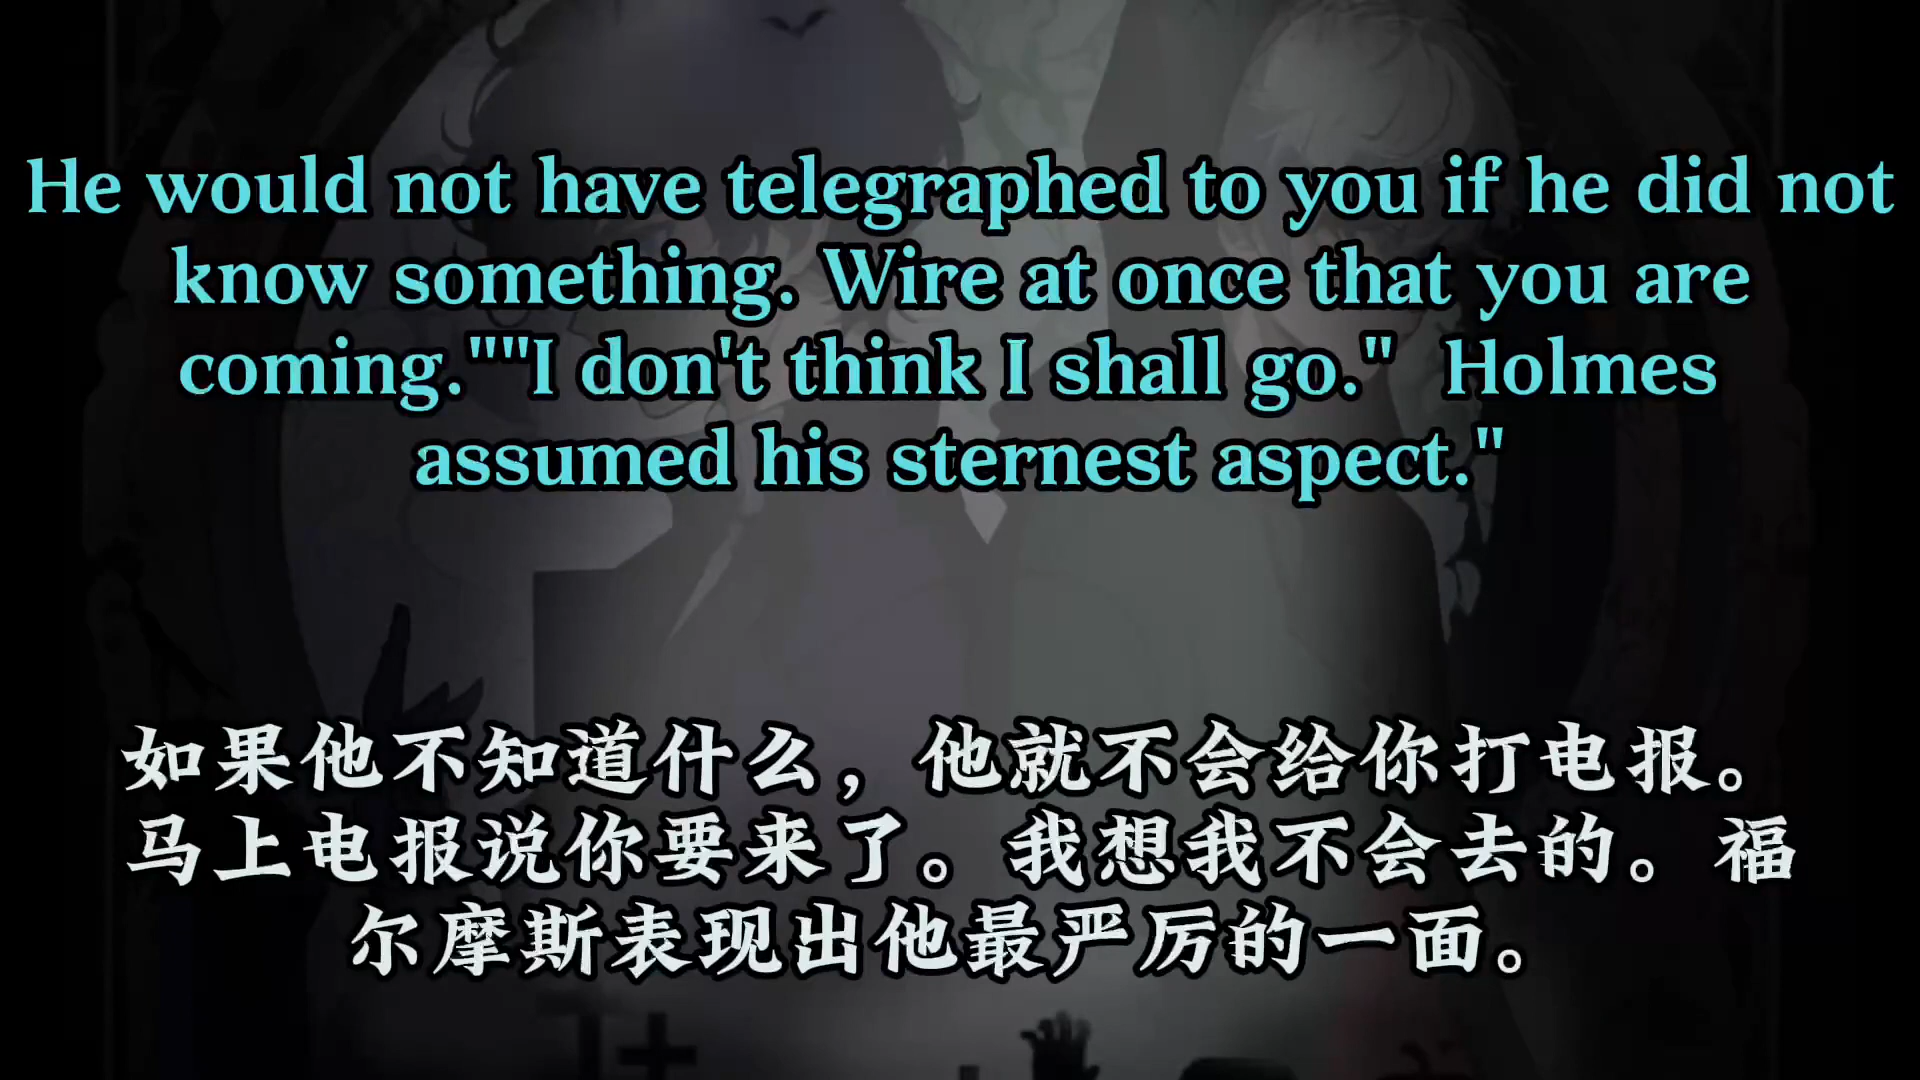 He would not have telegraphed to you if he did not
know something. Wire at once that you are
coming.""I don't think I shall go."  Holmes
assumed his sternest aspect."
如果他不知道什么，他就不会给你打电报。
马上电报说你要来了。我想我不会去的。福
尔摩斯表现出他最严厉的一面。